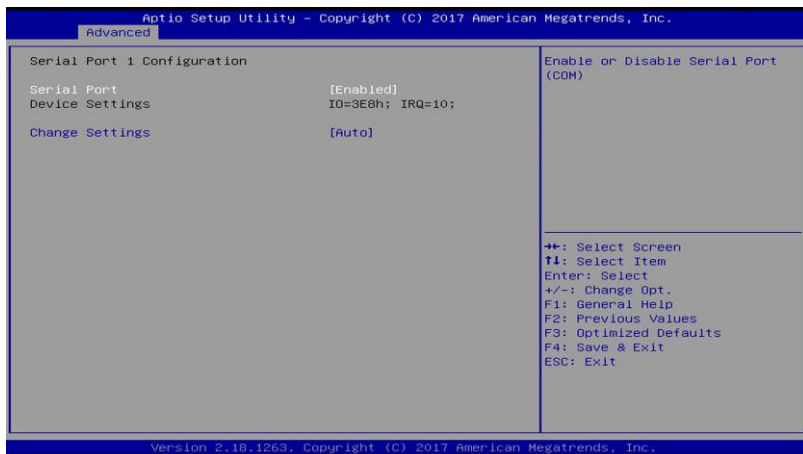 Aptio Setup Utility – Copyright (C) 2017 American Megatrends, Inc.
Advanced
Serial Port 1 Configuration
Serial Port [Enabled]
Device Settings IO=3E8h; IRQ=10;
Change Settings [Auto]
Enable or Disable Serial Port
(COM)
→←: Select Screen
↑↓: Select Item
Enter: Select
+/-: Change Opt.
F1: General Help
F2: Previous Values
F3: Optimized Defaults
F4: Save & Exit
ESC: Exit
Version 2.18.1263. Copyright (C) 2017 American Megatrends, Inc.